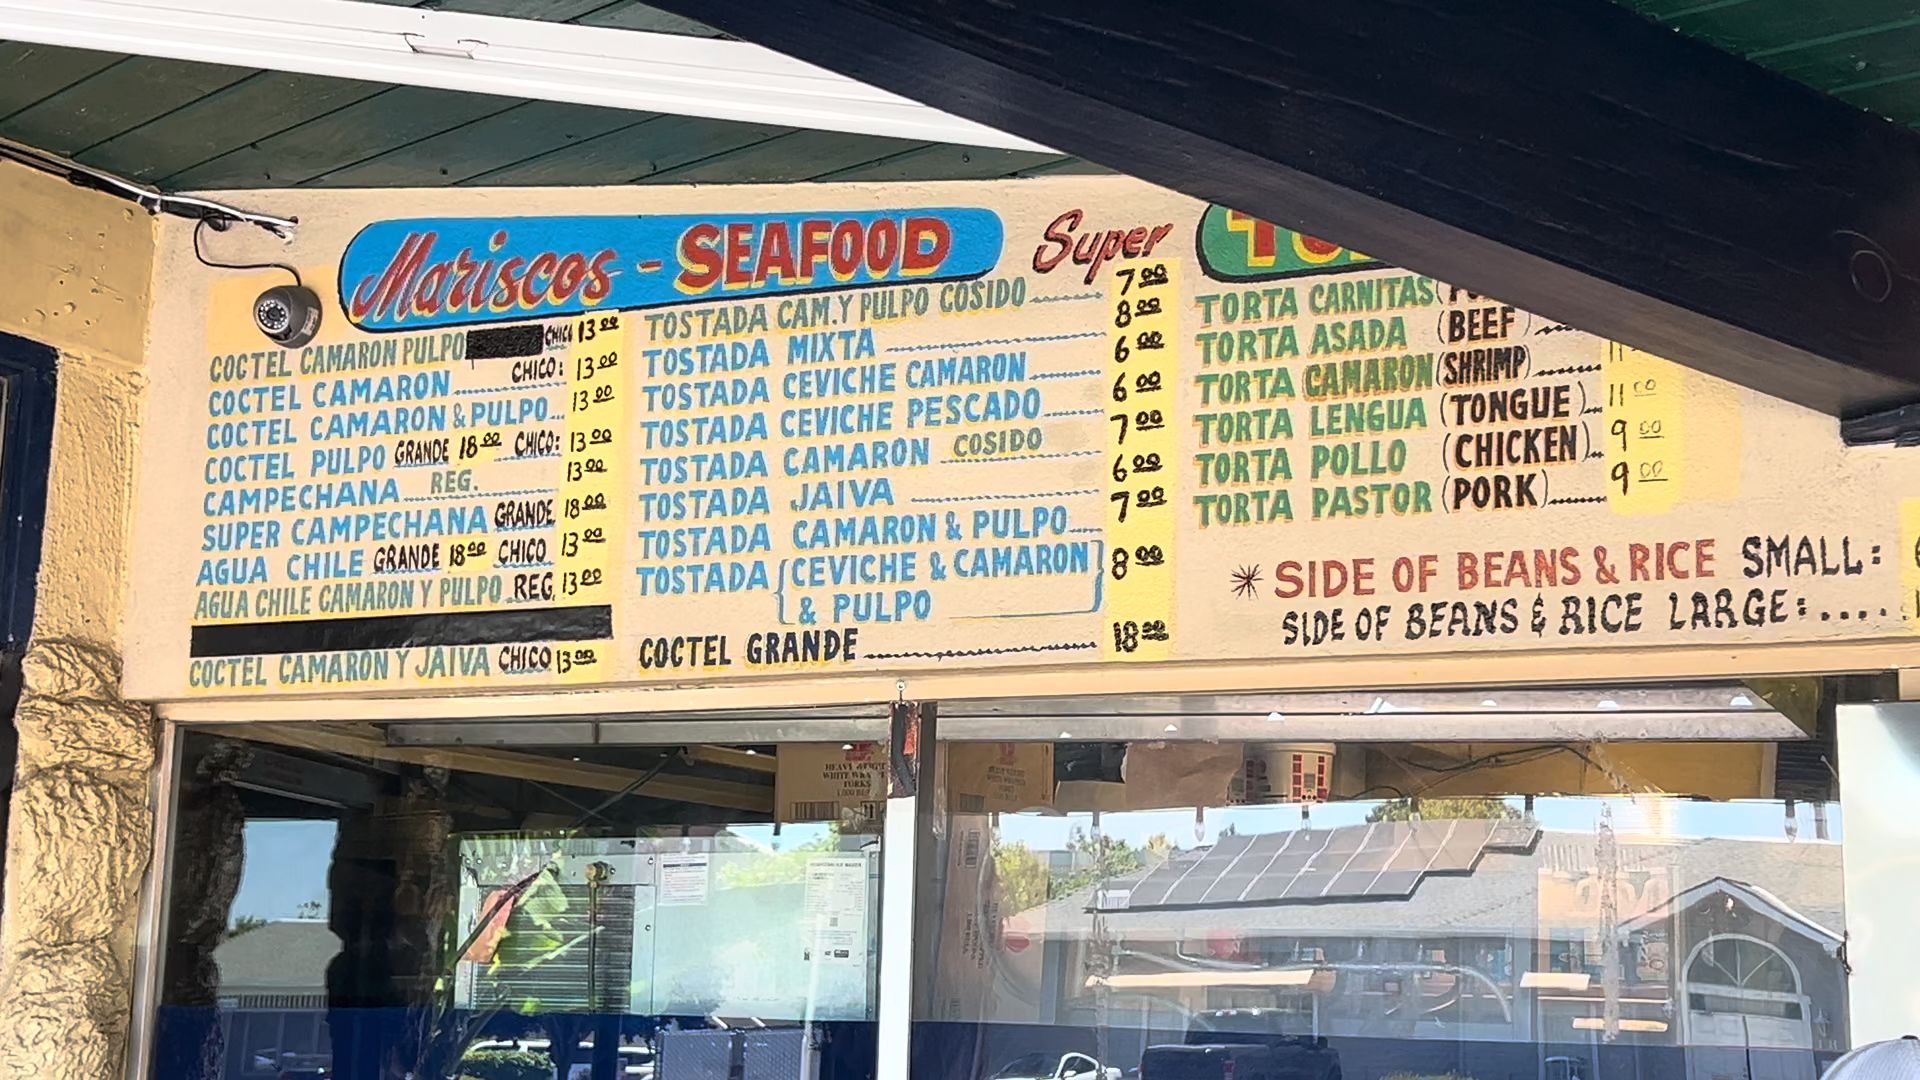 Mariscos - SEAFOOD
COCTEL CAMARON PULPO CHICO 13.00
COCTEL CAMARON CHICO: 13.00
COCTEL CAMARON & PULPO 13.00
COCTEL PULPO GRANDE 18.00 CHICO: 13.00
CAMPECHANA REG. 13.00
SUPER CAMPECHANA GRANDE 18.00
AGUA CHILE GRANDE 18.00 CHICO 13.00
AGUA CHILE CAMARON Y PULPO REG. 13.00
COCTEL CAMARON Y JAIVA CHICO 13.00
TOSTADA CAM. Y PULPO COSIDO 7.00
TOSTADA MIXTA 8.00
TOSTADA CEVICHE CAMARON 6.00
TOSTADA CEVICHE PESCADO 6.00
TOSTADA CAMARON COSIDO 7.00
TOSTADA JAIVA 6.00
TOSTADA CAMARON & PULPO 7.00
TOSTADA {CEVICHE & CAMARON} 8.00
& PULPO
COCTEL GRANDE 18.00
Super
TORTA CARNITAS
TORTA ASADA (BEEF)
TORTA CAMARON (SHRIMP)
TORTA LENGUA (TONGUE) 11.00
TORTA POLLO (CHICKEN) 9.00
TORTA PASTOR (PORK) 9.00
* SIDE OF BEANS & RICE SMALL:
SIDE OF BEANS & RICE LARGE:....
HEAVY WEIGHT
FORKS